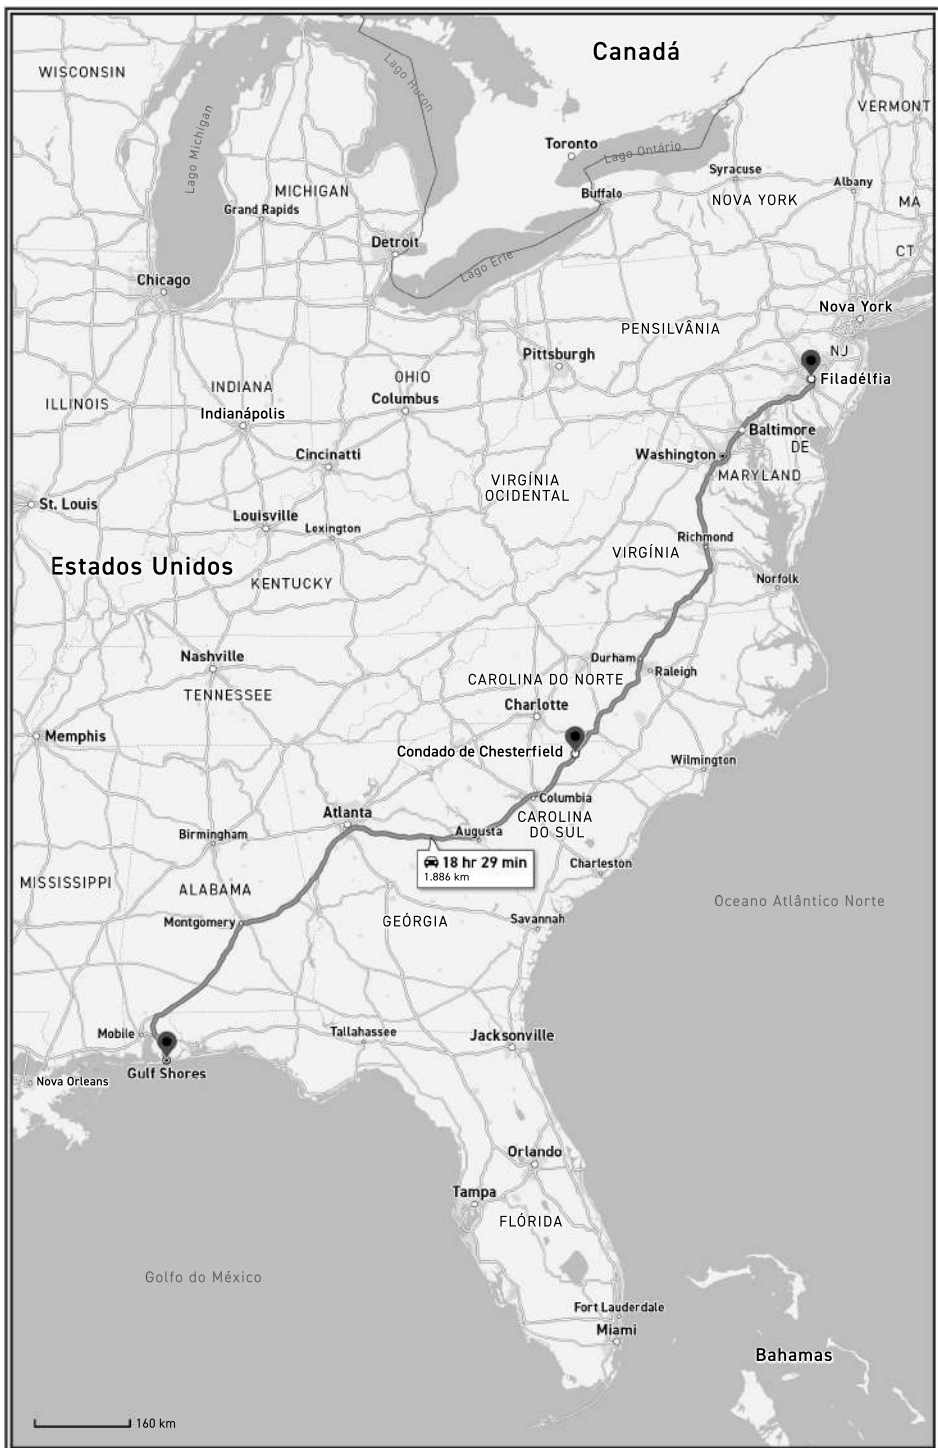 Canadá
WISCONSIN
Lago Huron
VERMONT
Lago Michigan
Toronto
Lago Ontário
Syracuse
Albany
MICHIGAN
Buffalo
NOVA YORK
MA
Grand Rapids
Detroit
CT
Lago Erie
Chicago
Nova York
PENSILVÂNIA
NJ
Pittsburgh
Filadélfia
OHIO
INDIANA
Columbus
ILLINOIS
Indianápolis
Baltimore
DE
Cincinatti
Washington
MARYLAND
VIRGÍNIA
OCIDENTAL
St. Louis
Louisville
Lexington
Richmond
VIRGÍNIA
Estados Unidos
KENTUCKY
Norfolk
Nashville
Durham
Raleigh
CAROLINA DO NORTE
TENNESSEE
Charlotte
Memphis
Condado de Chesterfield
Wilmington
Columbia
Atlanta
CAROLINA
DO SUL
Birmingham
Augusta
18 hr 29 min
1.886 km
Charleston
MISSISSIPPI
ALABAMA
Oceano Atlântico Norte
Montgomery
GEÓRGIA
Savannah
Mobile
Tallahassee
Jacksonville
Gulf Shores
Nova Orleans
Orlando
Tampa
FLÓRIDA
Golfo do México
Fort Lauderdale
Miami
Bahamas
160 km